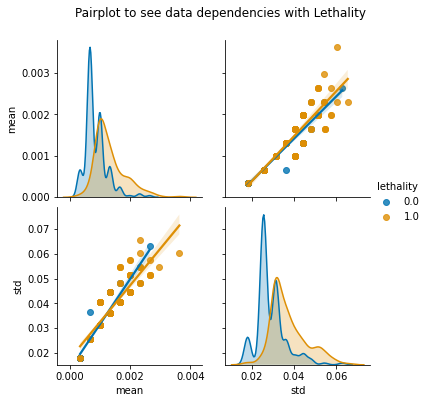 Pairplot to see data dependencies with Lethality
0.003
0.002
0.001
0.000
mean
lethality
0.0
1.0
0.07
0.06
0.05
0.04
0.03
0.02
std
0.000 0.002 0.004
0.02 0.04 0.06
mean
std